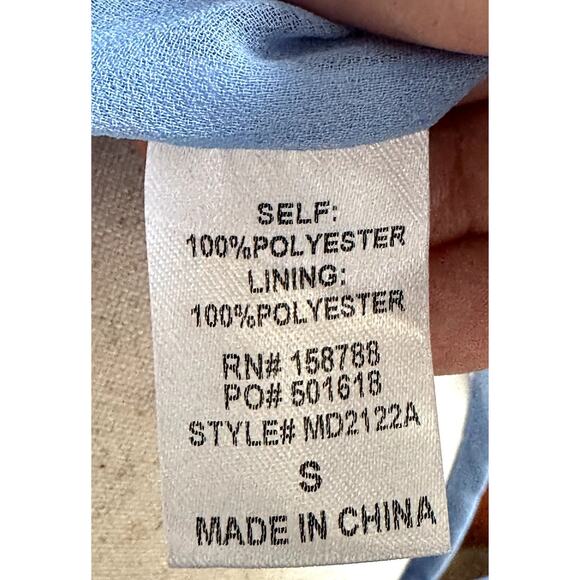 SELF:
100%POLYESTER
LINING:
100%POLYESTER
RN# 158788
PO# 501618
STYLE# MD2122A
S
MADE IN CHINA